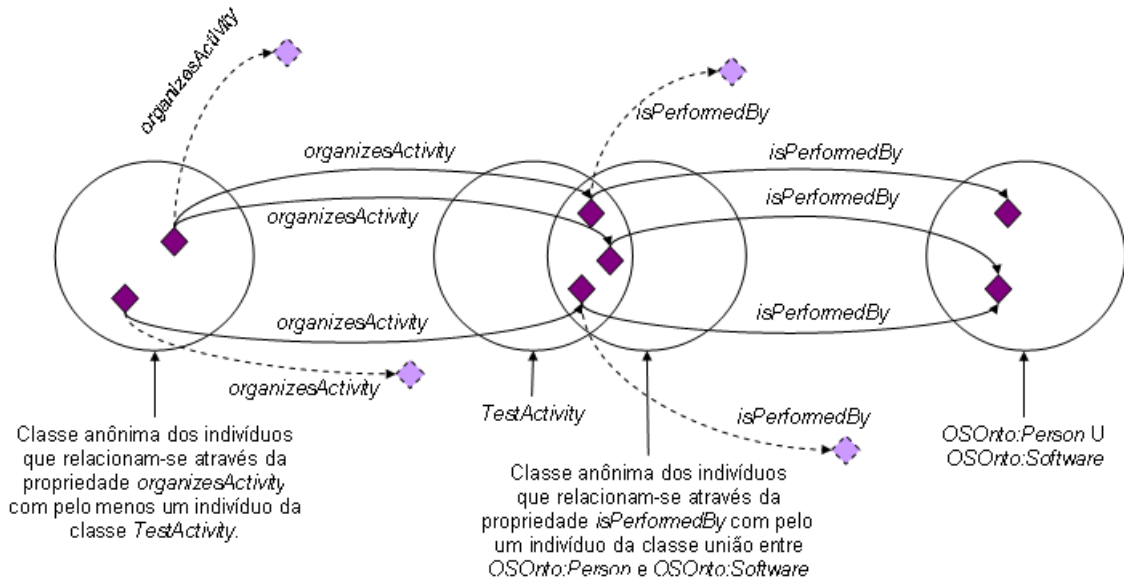 organizesActivity
isPerformedBy
organizesActivity
isPerformedBy
isPerformedBy
organizesActivity
organizesActivity
isPerformedBy
organizesActivity
TestActivity
isPerformedBy
Classe anônima dos indivíduos
que relacionam-se através da
propriedade organizesActivity
com pelo menos um indivíduo da
classe TestActivity.
Classe anônima dos indivíduos
que relacionam-se através da
propriedade isPerformedBy com pelo
um indivíduo da classe união entre
OSOnto:Person e OSOnto:Software
OSOnto:Person U
OSOnto:Software